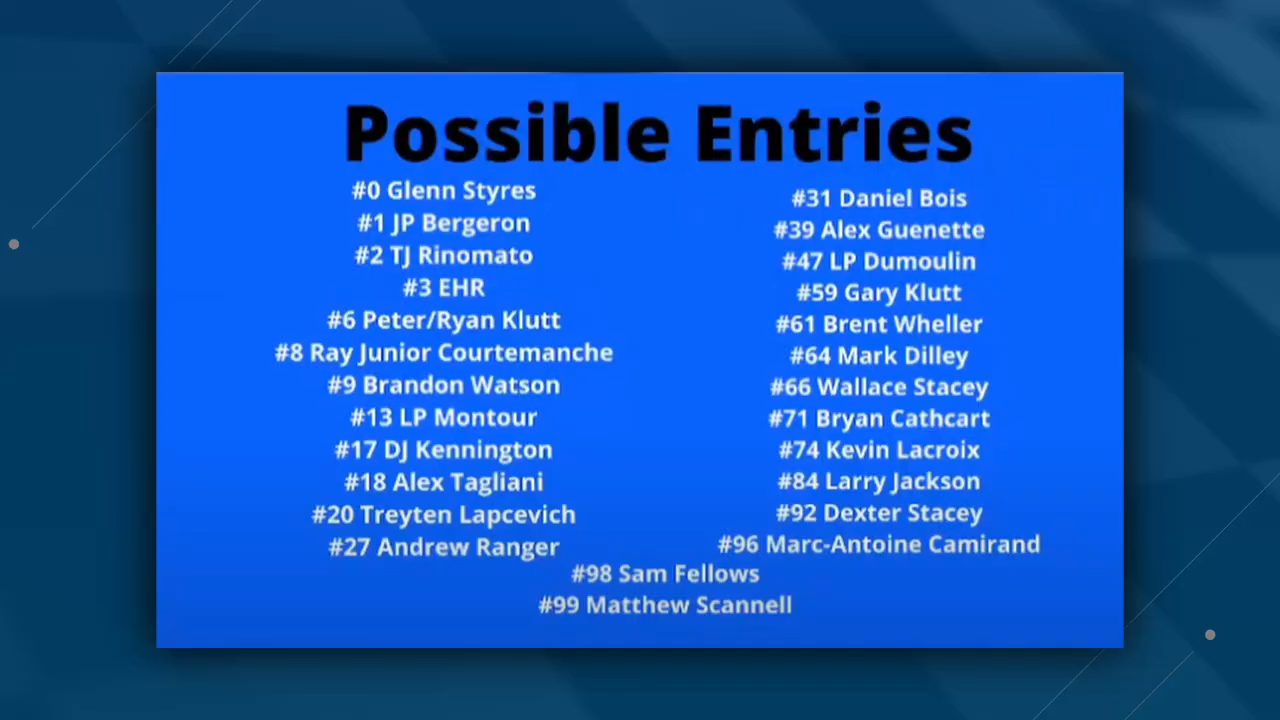 Possible Entries
#0 Glenn Styres
#1 JP Bergeron
#2 TJ Rinomato
#3 EHR
#6 Peter/Ryan Klutt
#8 Ray Junior Courtemanche
#9 Brandon Watson
#13 LP Montour
#17 DJ Kennington
#18 Alex Tagliani
#20 Treyten Lapcevich
#27 Andrew Ranger
#31 Daniel Bois
#39 Alex Guenette
#47 LP Dumoulin
#59 Gary Klutt
#61 Brent Wheller
#64 Mark Dilley
#66 Wallace Stacey
#71 Bryan Cathcart
#74 Kevin Lacroix
#84 Larry Jackson
#92 Dexter Stacey
#96 Marc-Antoine Camirand
#98 Sam Fellows
#99 Matthew Scannell